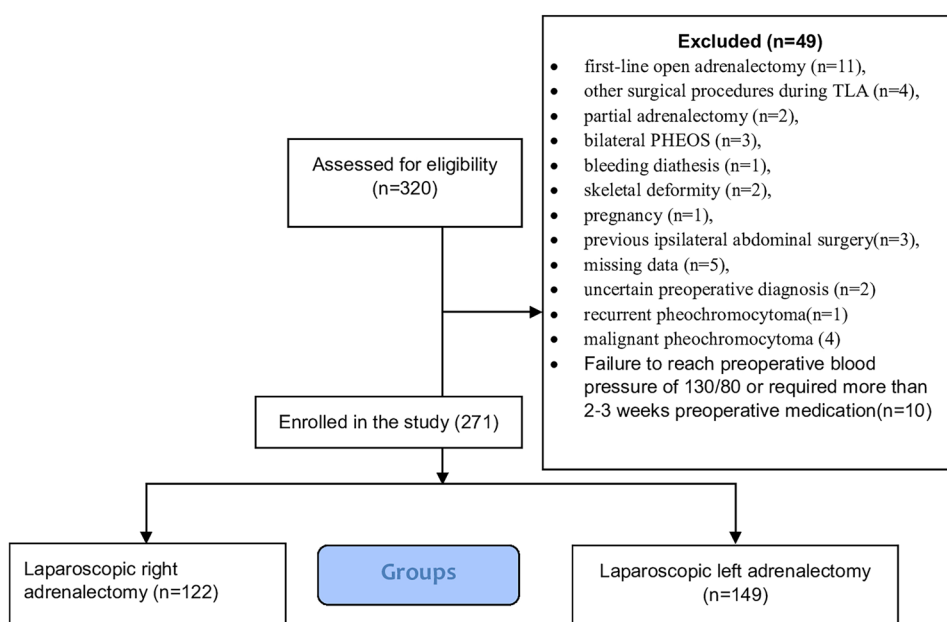 Assessed for eligibility
(n=320)
Excluded (n=49)
• first-line open adrenalectomy (n=11),
• other surgical procedures during TLA (n=4),
• partial adrenalectomy (n=2),
• bilateral PHEOS (n=3),
• bleeding diathesis (n=1),
• skeletal deformity (n=2),
• pregnancy (n=1),
• previous ipsilateral abdominal surgery(n=3),
• missing data (n=5),
• uncertain preoperative diagnosis (n=2)
• recurrent pheochromocytoma(n=1)
• malignant pheochromocytoma (4)
• Failure to reach preoperative blood
pressure of 130/80 or required more than
2-3 weeks preoperative medication(n=10)
Enrolled in the study (271)
Laparoscopic right
adrenalectomy (n=122)
Groups
Laparoscopic left adrenalectomy
(n=149)